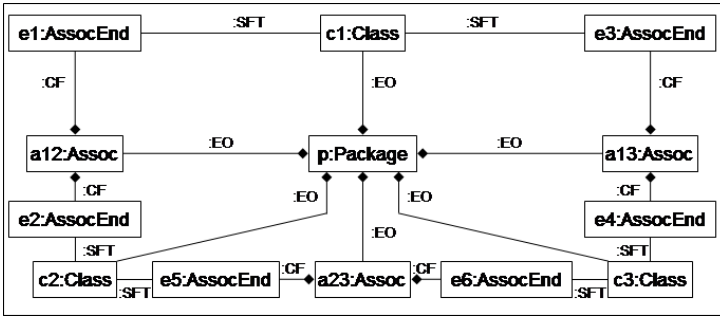 e1:AssocEnd :SFT c1:Class :SFT e3:AssocEnd
:CF :EO :CF
a12:Assoc :EO p:Package :EO a13:Assoc
:CF :EO :EO :CF
e2:AssocEnd :EO e4:AssocEnd
:SFT :SFT
c2:Class :SFT e5:AssocEnd :CF a23:Assoc :CF e6:AssocEnd :SFT c3:Class